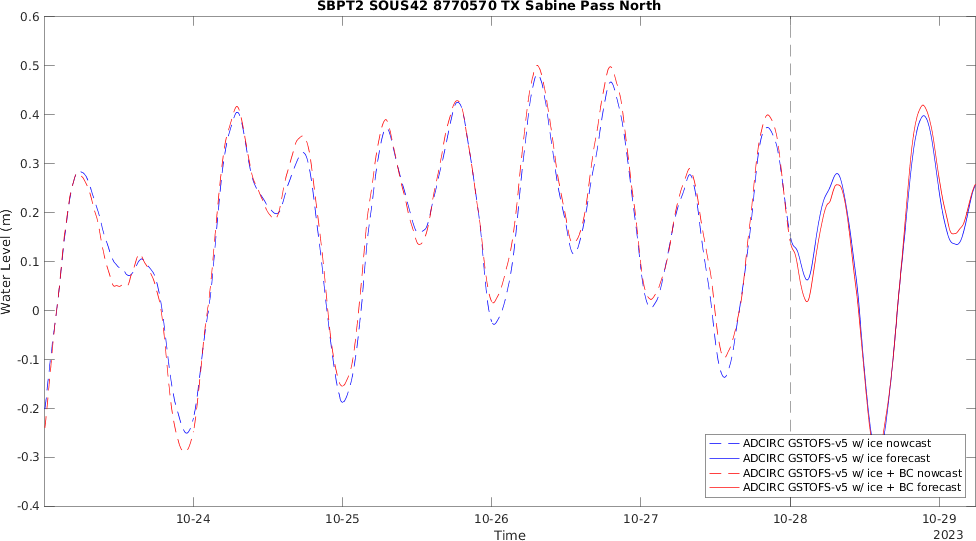 SBPT2 SOUS42 8770570 TX Sabine Pass North
0.6
0.5
0.4
0.3
0.2
0.1
0
-0.1
-0.2
-0.3
-0.4
Water Level (m)
10-24
10-25
10-26
10-27
10-28
10-29
Time
2023
ADCIRC GSTOFS-v5 w/ ice nowcast
ADCIRC GSTOFS-v5 w/ ice forecast
ADCIRC GSTOFS-v5 w/ ice + BC nowcast
ADCIRC GSTOFS-v5 w/ ice + BC forecast